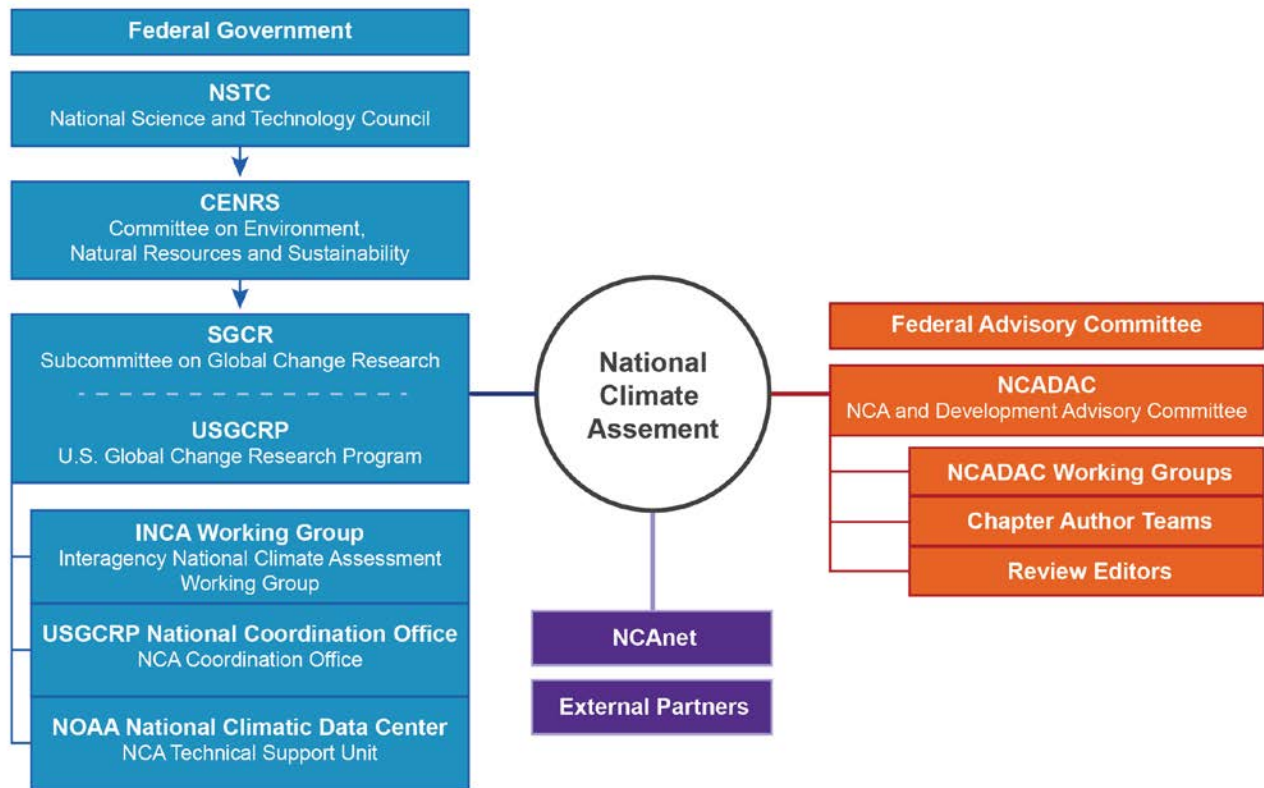 Federal Government
NSTC
National Science and Technology Council
CENRS
Committee on Environment,
Natural Resources and Sustainability
SGCR
Subcommittee on Global Change Research
USGCRP
U.S. Global Change Research Program
INCA Working Group
Interagency National Climate Assessment
Working Group
USGCRP National Coordination Office
NCA Coordination Office
NOAA National Climatic Data Center
NCA Technical Support Unit
National
Climate
Assement
NCAnet
External Partners
Federal Advisory Committee
NCADAC
NCA and Development Advisory Committee
NCADAC Working Groups
Chapter Author Teams
Review Editors